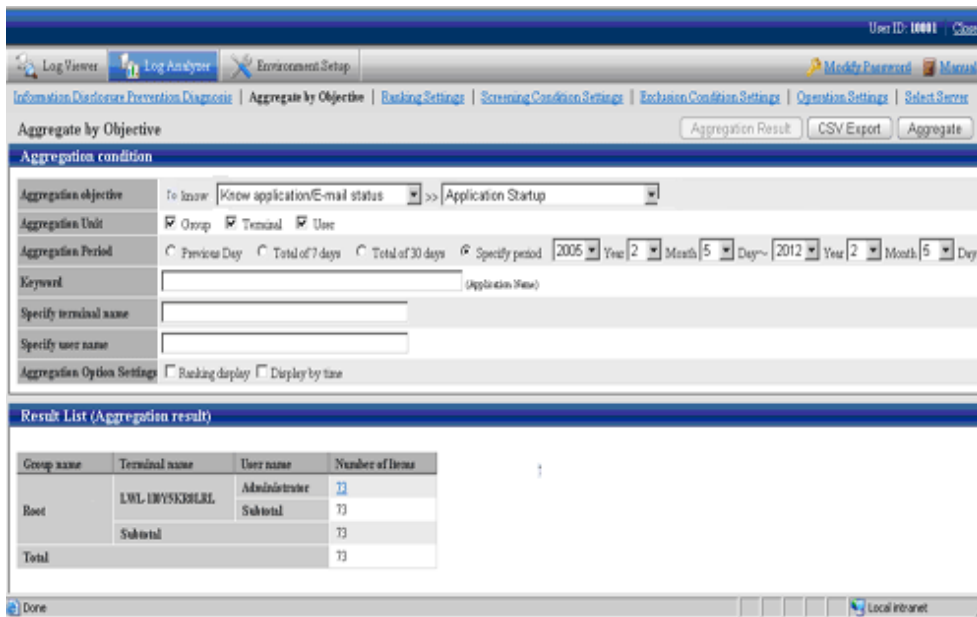 User ID: 10001 | Close
Log Viewer Log Analyzer Environment Setup Modify Password Manual
Information Disclosure Prevention Diagnosis | Aggregate by Objective | Ranking Settings | Screening Condition Settings | Exclusion Condition Settings | Operation Settings | Select Server
Aggregate by Objective Aggregation Result CSV Export Aggregate
Aggregation condition
Aggregation objective To know Know application/E-mail status >> Application Startup
Aggregation Unit Group Terminal User
Aggregation Period Previous Day Total of 7 days Total of 30 days Specify period 2005 Year 2 Month 5 Day~ 2012 Year 2 Month 5 Day
Keyword (Application Name)
Specify terminal name
Specify user name
Aggregation Option Settings Ranking display Display by time
Result List (Aggregation result)
Group name Terminal name User name Number of Items
Root Administrator 73
Subtotal 73
Subtotal 73
Total 73
Done Local intranet